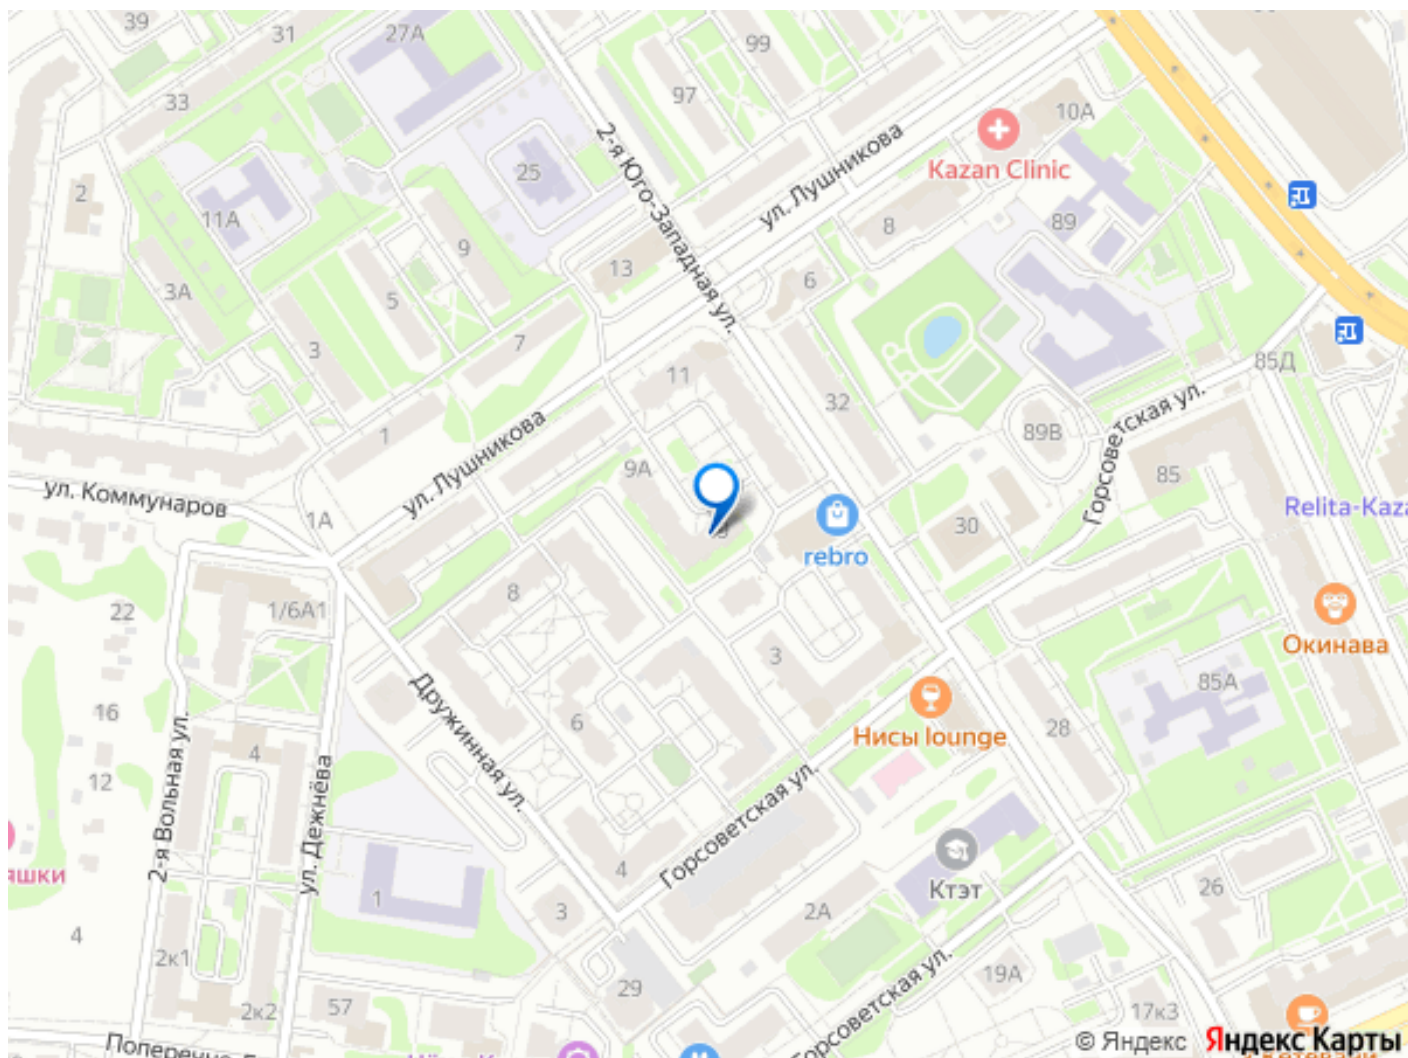 39
31
27А
99
33
97
10А
2-я Юго-Западная ул.
ул. Лушникова
Kazan Clinic
25
2
11А
89
8
9
13
6
3А
5
3
7
85Д
11
32
Горсоветская ул.
1
89В
ул. Лушникова
9А
85
ул. Коммунаров
1А
30
Relita-Kaza
rebro
8
22
1/6А1
Окинава
3
85А
Дружинная ул.
16
6
Нисы lounge
28
4
12
2-я Вольная ул.
ул. Дежнёва
Горсоветская ул.
яшки
4
Ктэт
26
1
3
2А
4
2к1
19А
Горсоветская ул.
29
2к2
57
17к3
© Яндекс Яндекс Карты